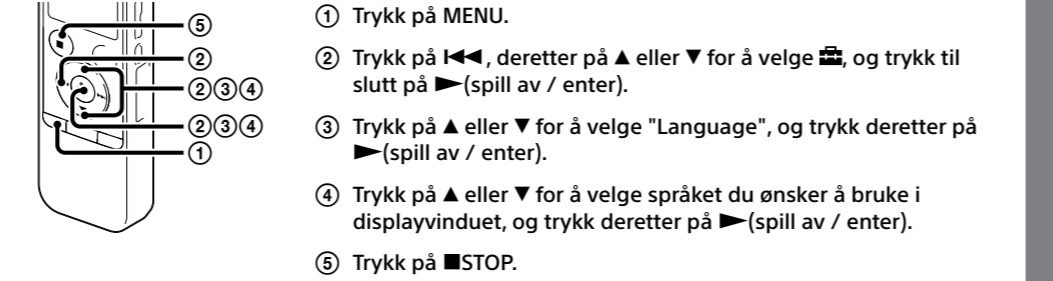 ⑤
②
②③④
②③④
①
① Trykk på MENU.
② Trykk på ⏮, deretter på ▲ eller ▼ for å velge 🧰, og trykk til
slutt på ►(spill av / enter).
③ Trykk på ▲ eller ▼ for å velge "Language", og trykk deretter på
►(spill av / enter).
④ Trykk på ▲ eller ▼ for å velge språket du ønsker å bruke i
displayvinduet, og trykk deretter på ►(spill av / enter).
⑤ Trykk på ■STOP.